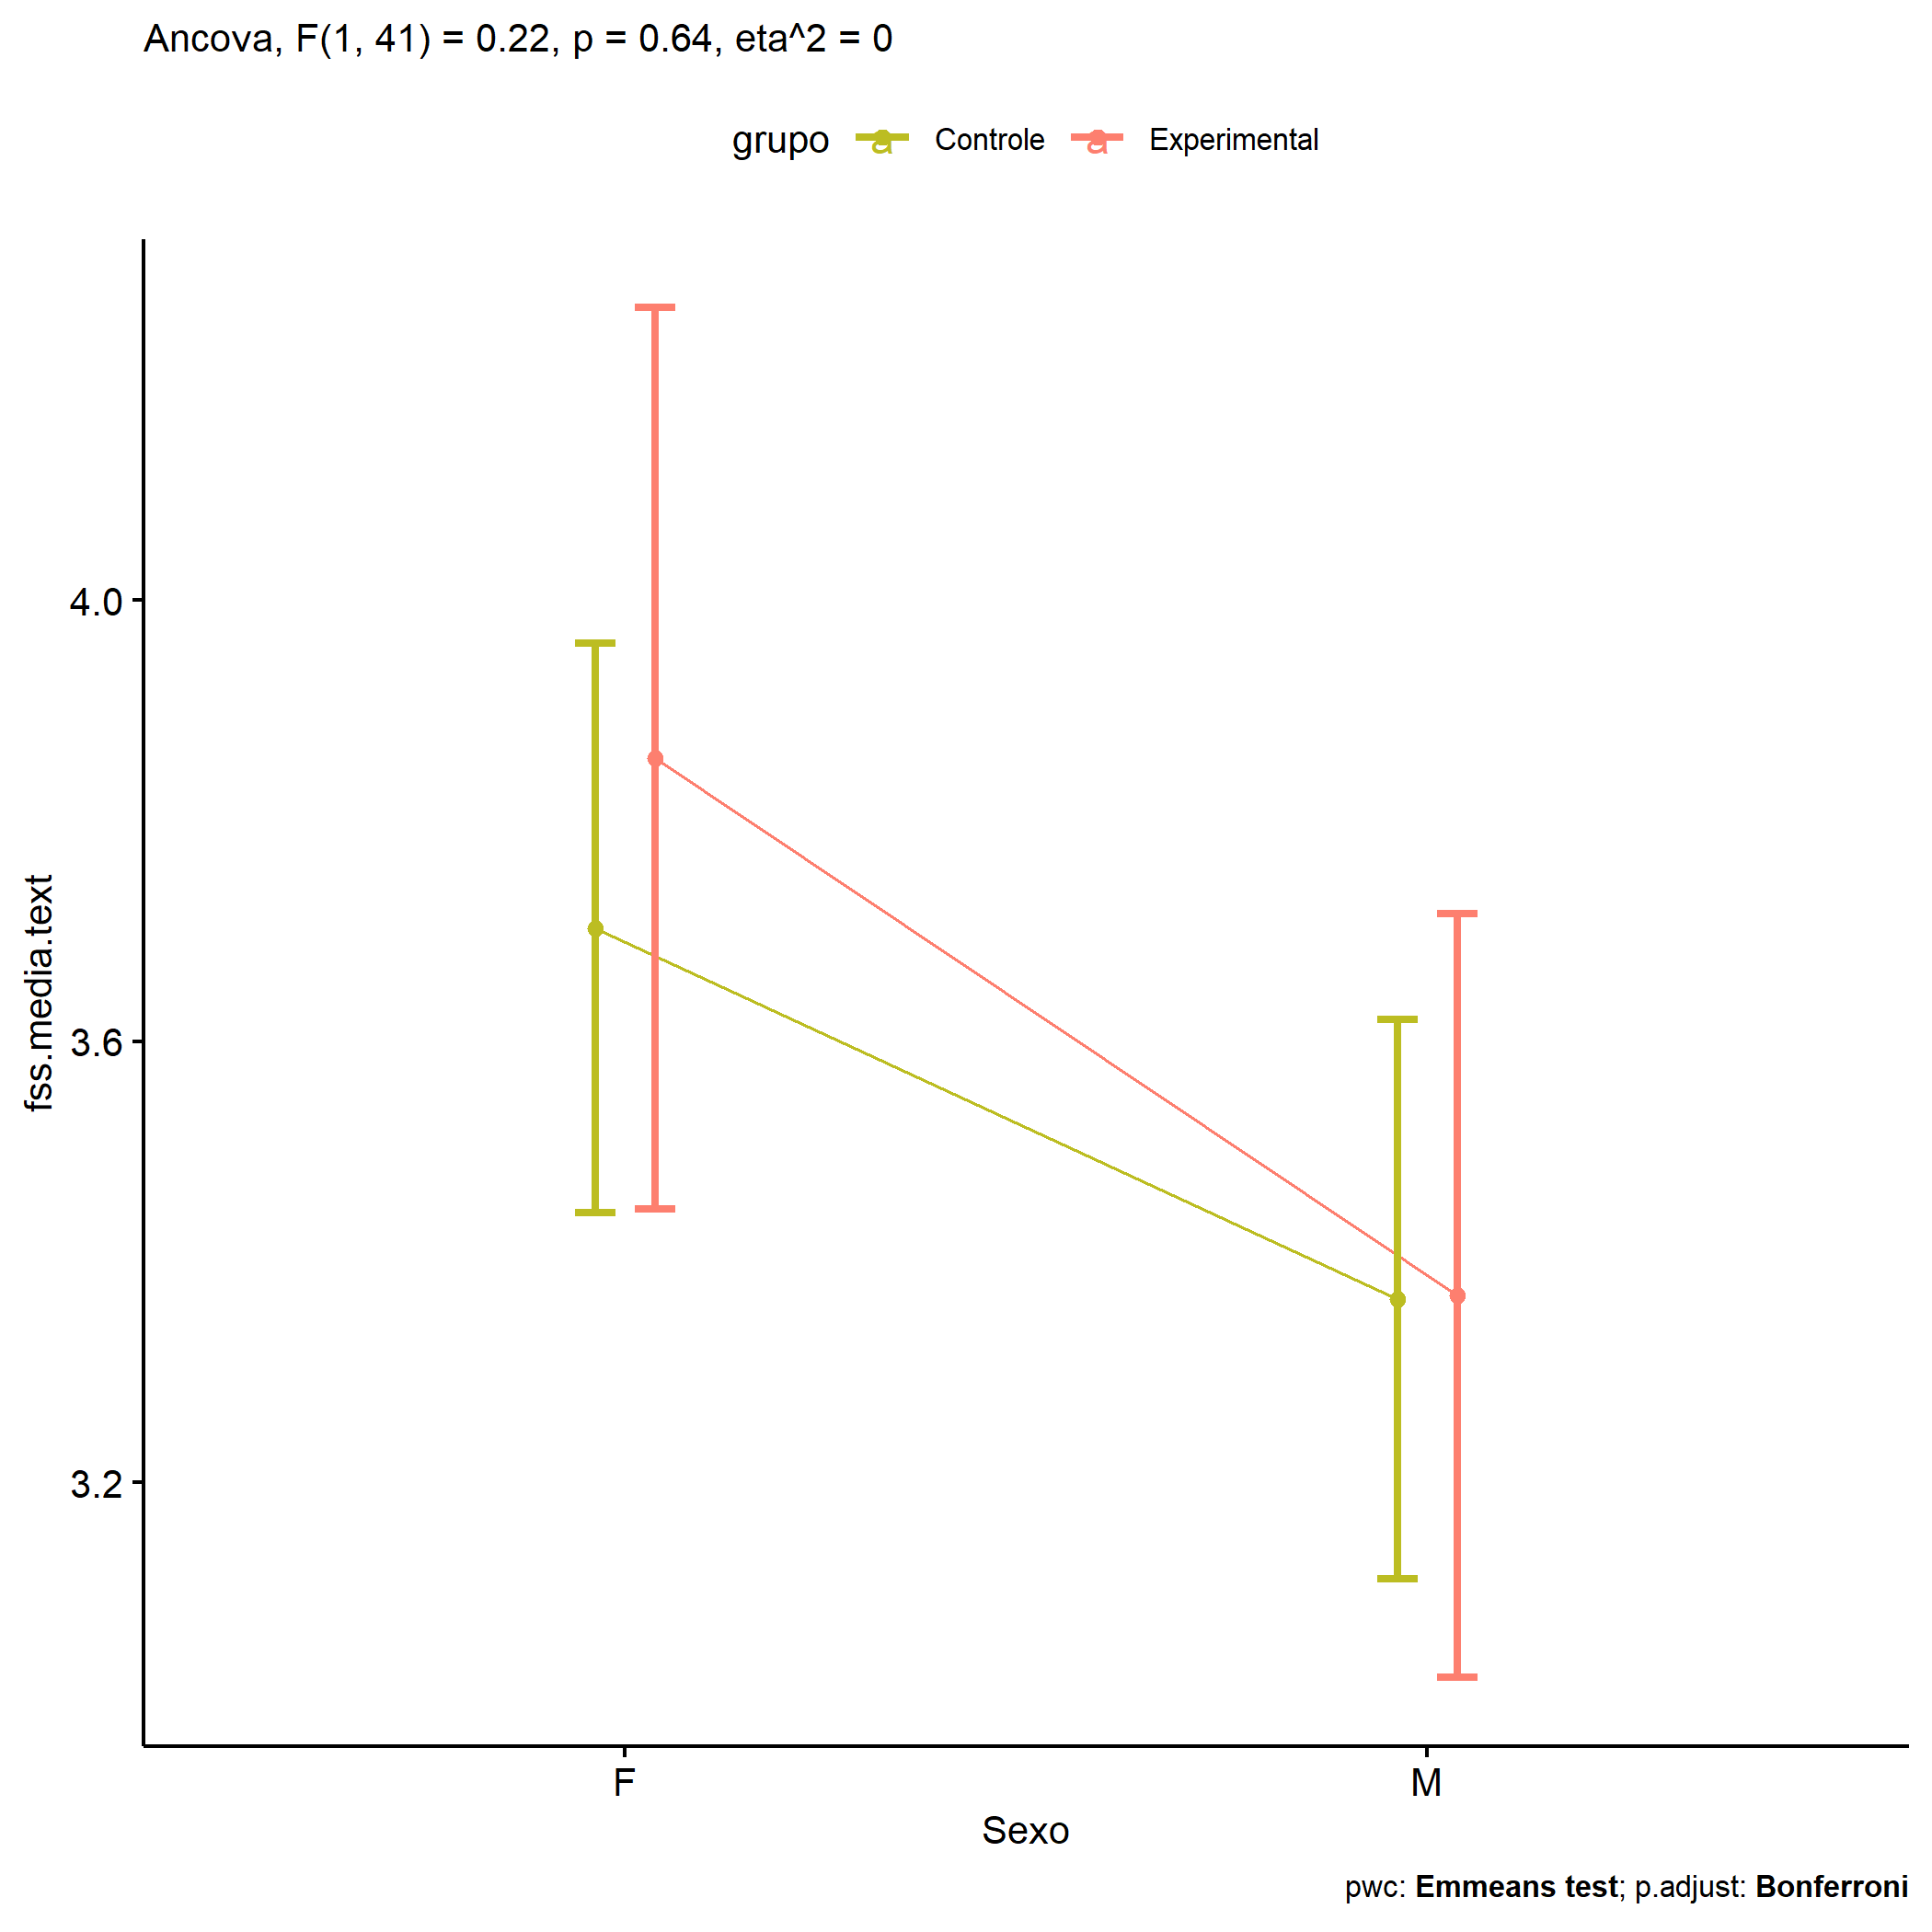 Ancova, F(1, 41) = 0.22, p = 0.64, eta^2 = 0
grupo a Controle a Experimental
4.0
3.6
3.2
fss.media.text
F M
Sexo
pwc: Emmeans test; p.adjust: Bonferroni